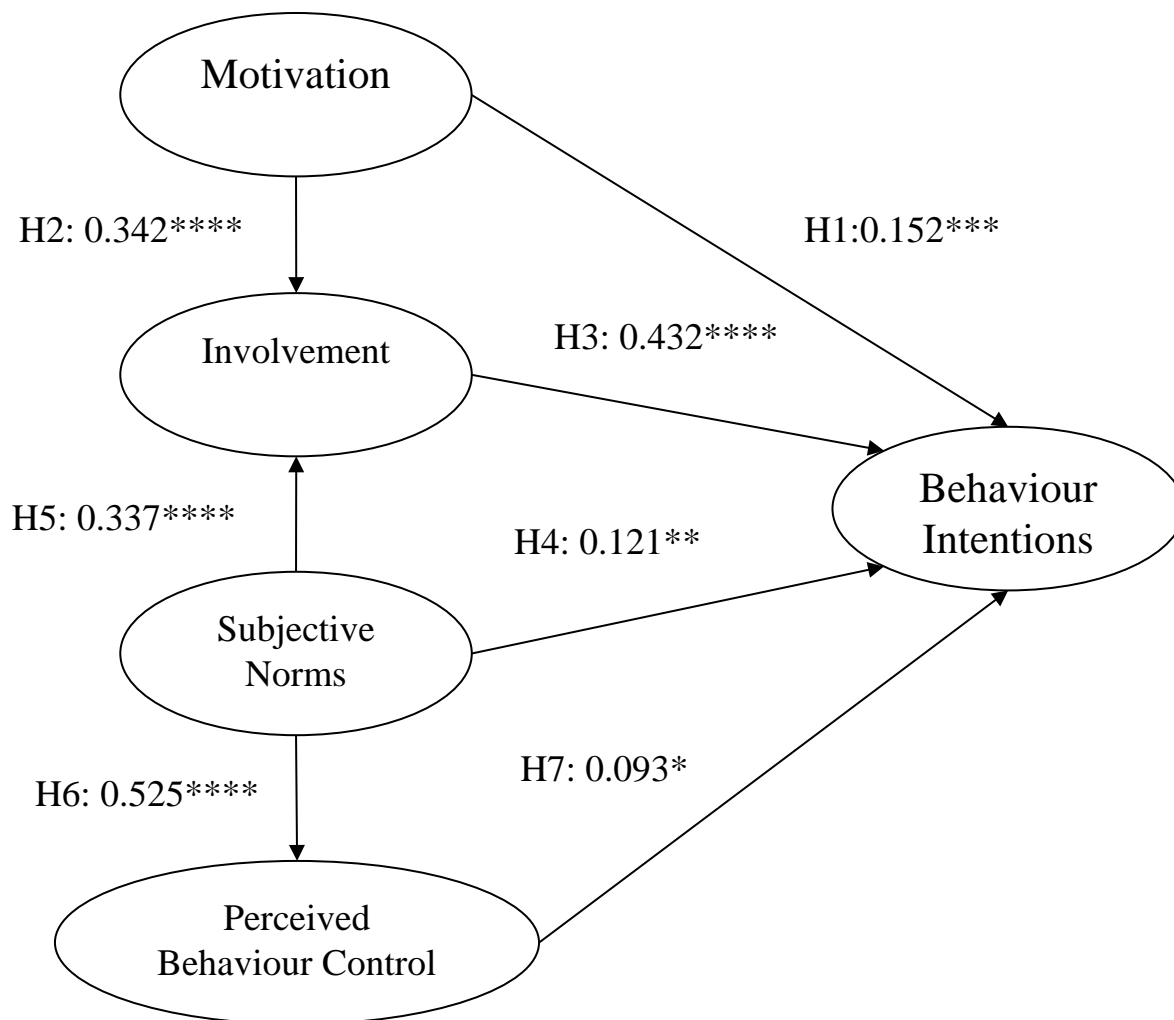 Motivation
H2: 0.342****
H1:0.152***
Involvement
H3: 0.432****
Behaviour
Intentions
H5: 0.337****
H4: 0.121**
Subjective
Norms
H6: 0.525****
H7: 0.093*
Perceived
Behaviour Control